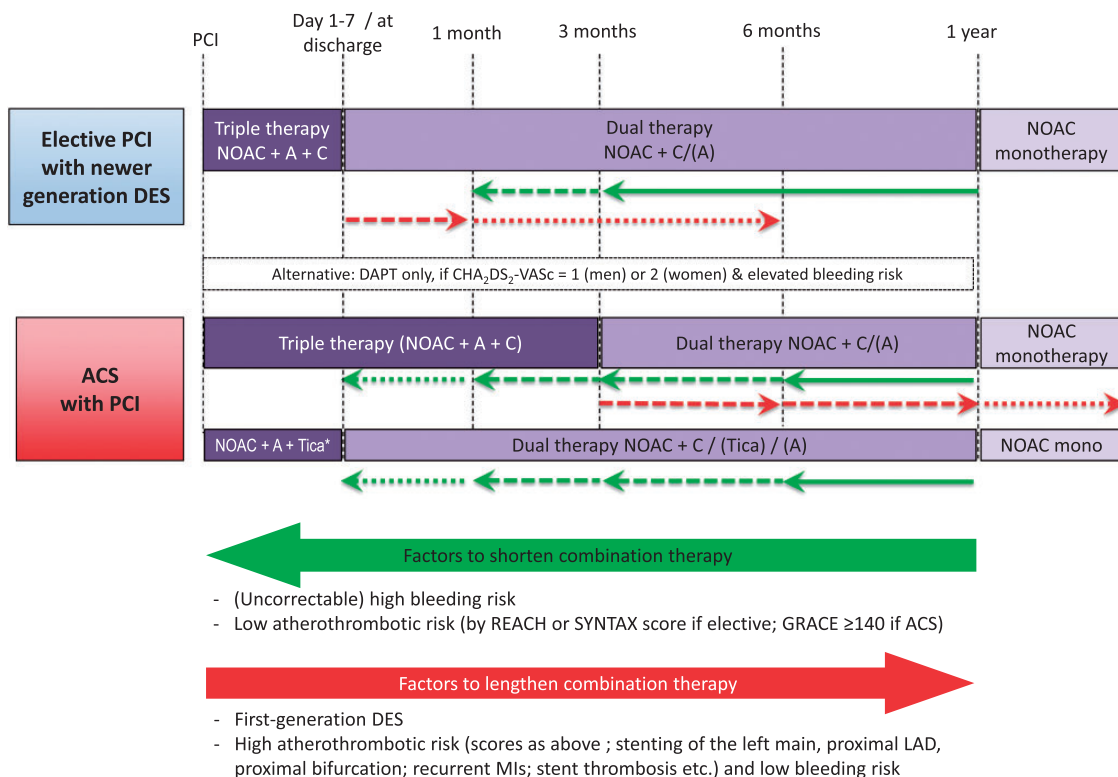 PCI
Day 1-7 / at
discharge
1 month
3 months
6 months
1 year
Elective PCI
with newer
generation DES
Triple therapy
NOAC + A + C
Dual therapy
NOAC + C/(A)
NOAC
monotherapy
Alternative: DAPT only, if CHA₂DS₂-VASc = 1 (men) or 2 (women) & elevated bleeding risk
ACS
with PCI
Triple therapy (NOAC + A + C)
Dual therapy NOAC + C/(A)
NOAC
monotherapy
NOAC + A + Tica*
Dual therapy NOAC + C / (Tica) / (A)
NOAC mono
Factors to shorten combination therapy
- (Uncorrectable) high bleeding risk
- Low atherothrombotic risk (by REACH or SYNTAX score if elective; GRACE ≥140 if ACS)
Factors to lengthen combination therapy
- First-generation DES
- High atherothrombotic risk (scores as above ; stenting of the left main, proximal LAD,
proximal bifurcation; recurrent MIs; stent thrombosis etc.) and low bleeding risk